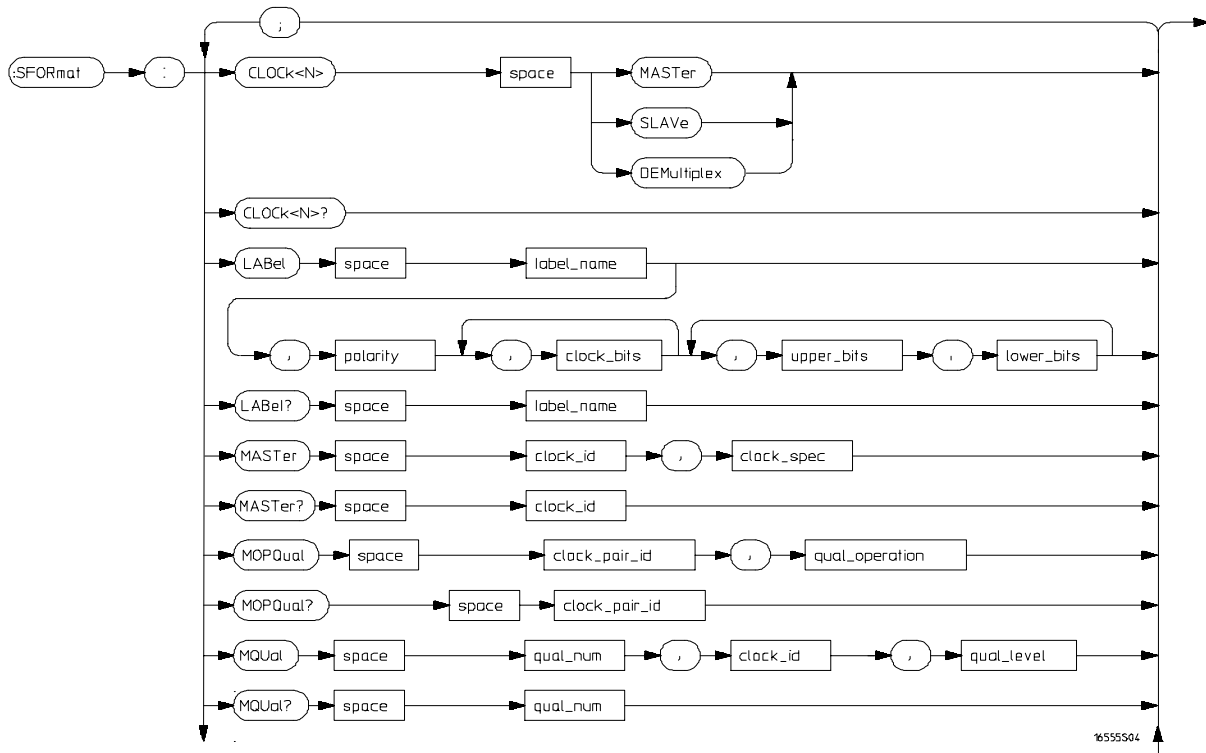 ;
:SFORmat : CLOCk<N> space MASTer
SLAVe
DEMultiplex
CLOCk<N>?
LABel space label_name
, polarity , clock_bits , upper_bits , lower_bits
LABel? space label_name
MASTer space clock_id , clock_spec
MASTer? space clock_id
MOPQual space clock_pair_id , qual_operation
MOPQual? space clock_pair_id
MQUal space qual_num , clock_id , qual_level
MQUal? space qual_num
16555S04